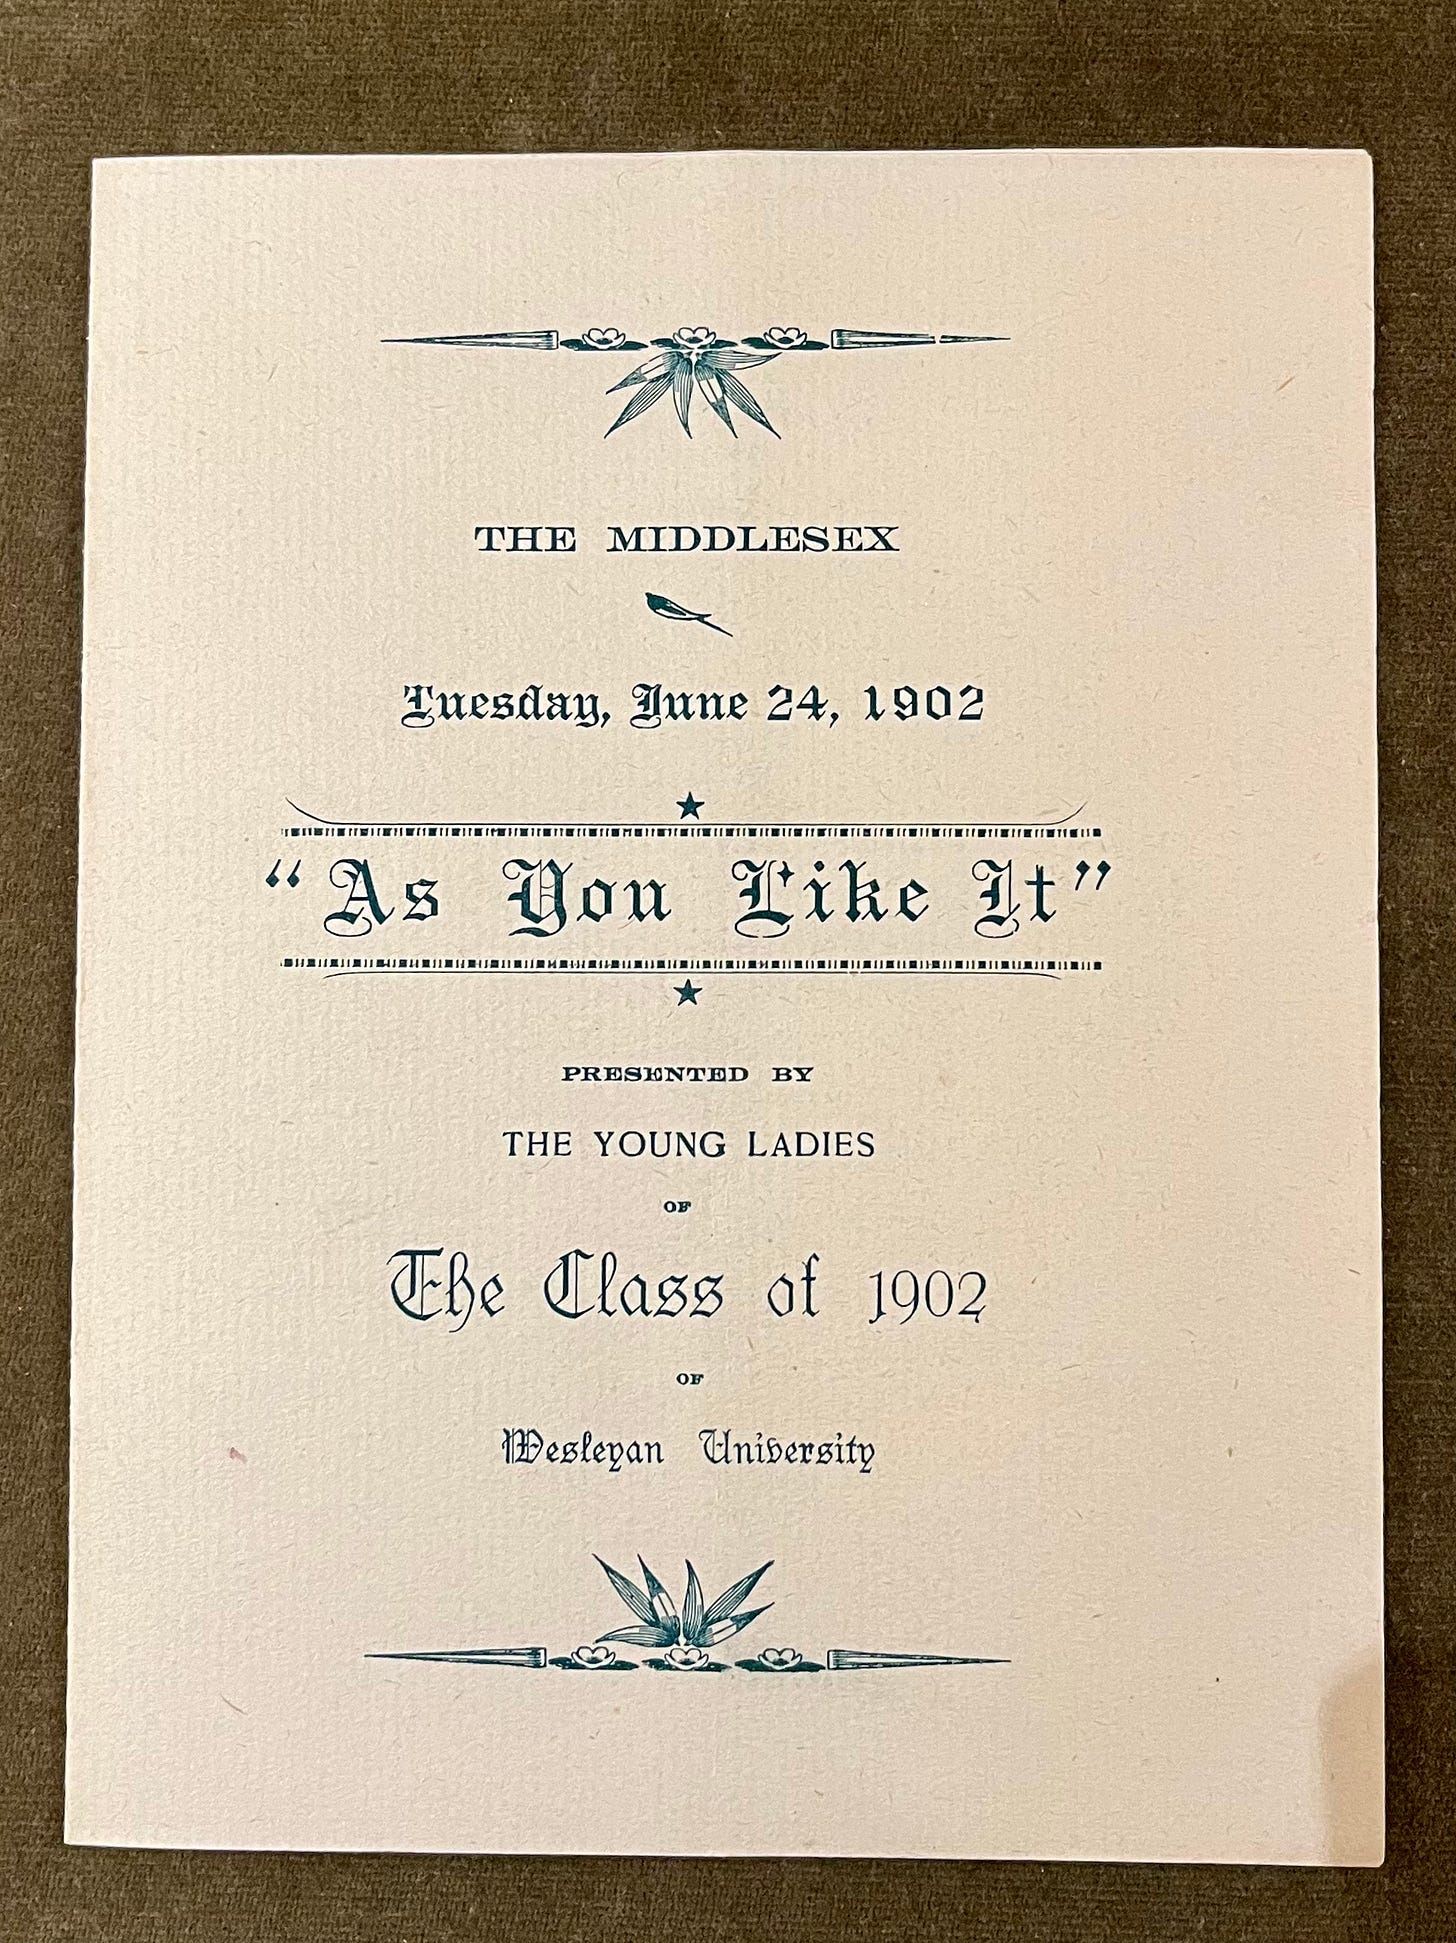 THE MIDDLESEX
Tuesday, June 24, 1902
“As You Like It”
PRESENTED BY
THE YOUNG LADIES
OF
The Class of 1902
OF
Wesleyan University